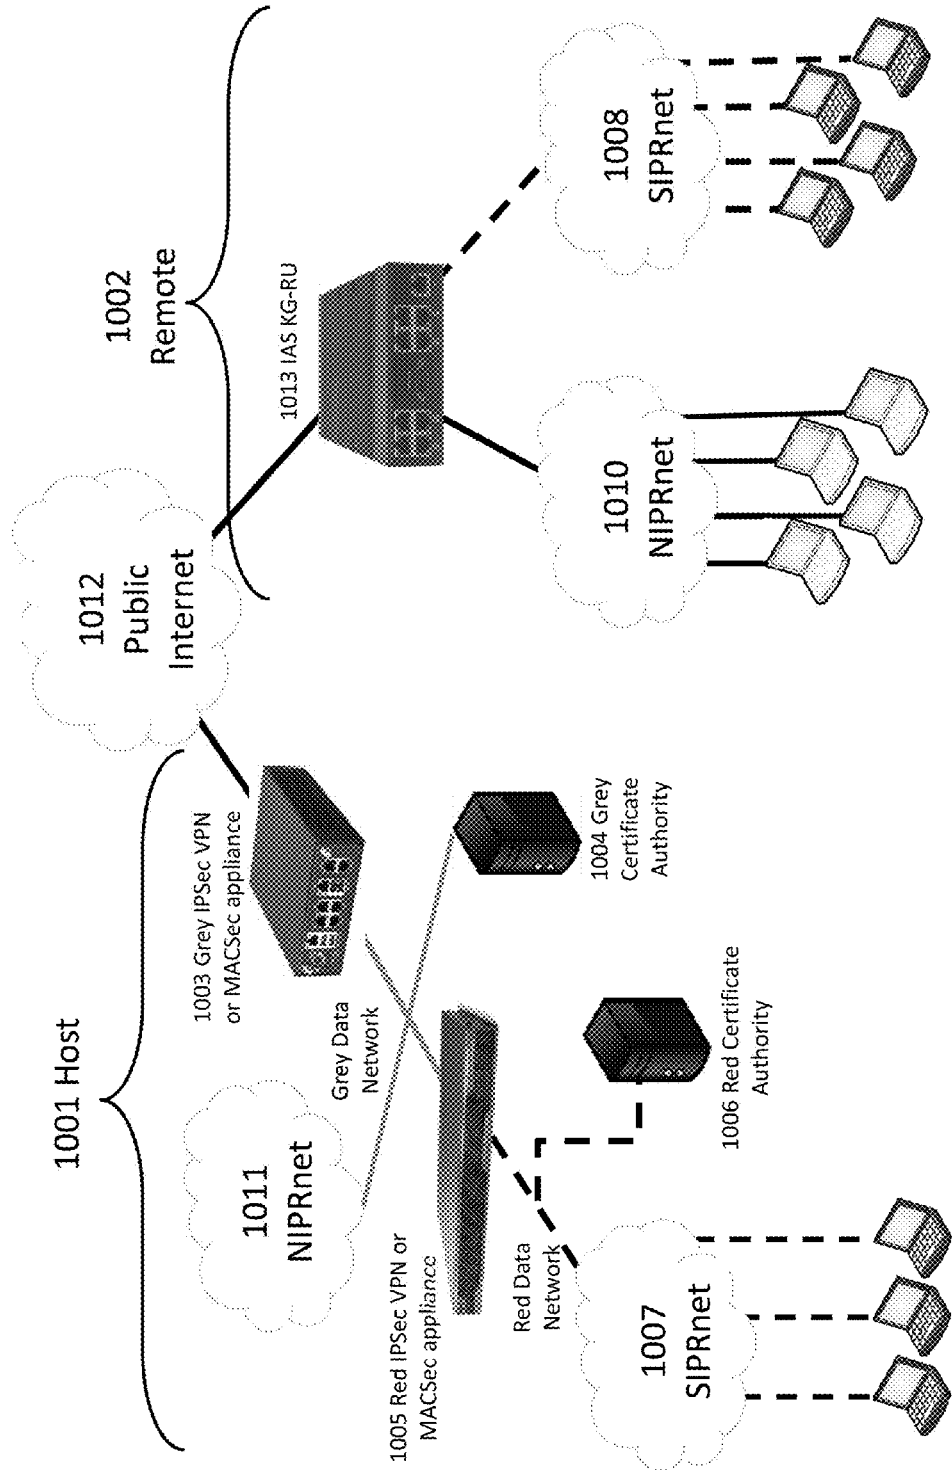 1001 Host
1002
Remote
1012
Public
Internet
1003 Grey IPSec VPN
or MACSec appliance
1013 IAS KG-RU
1011
NIPRnet
Grey Data
Network
1005 Red IPSec VPN or
MACSec appliance
1004 Grey
Certificate
Authority
Red Data
Network
1006 Red Certificate
Authority
1007
SIPRnet
1010
NIPRnet
1008
SIPRnet